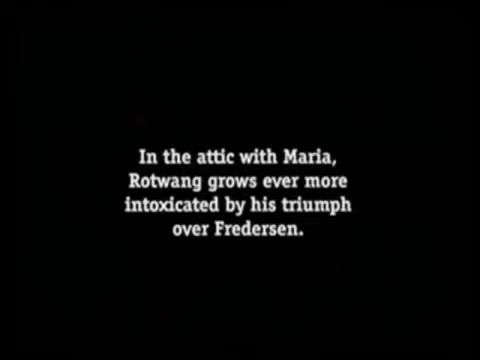 In the attic with Maria,
Rotwang grows ever more
intoxicated by his triumph
over Fredersen.